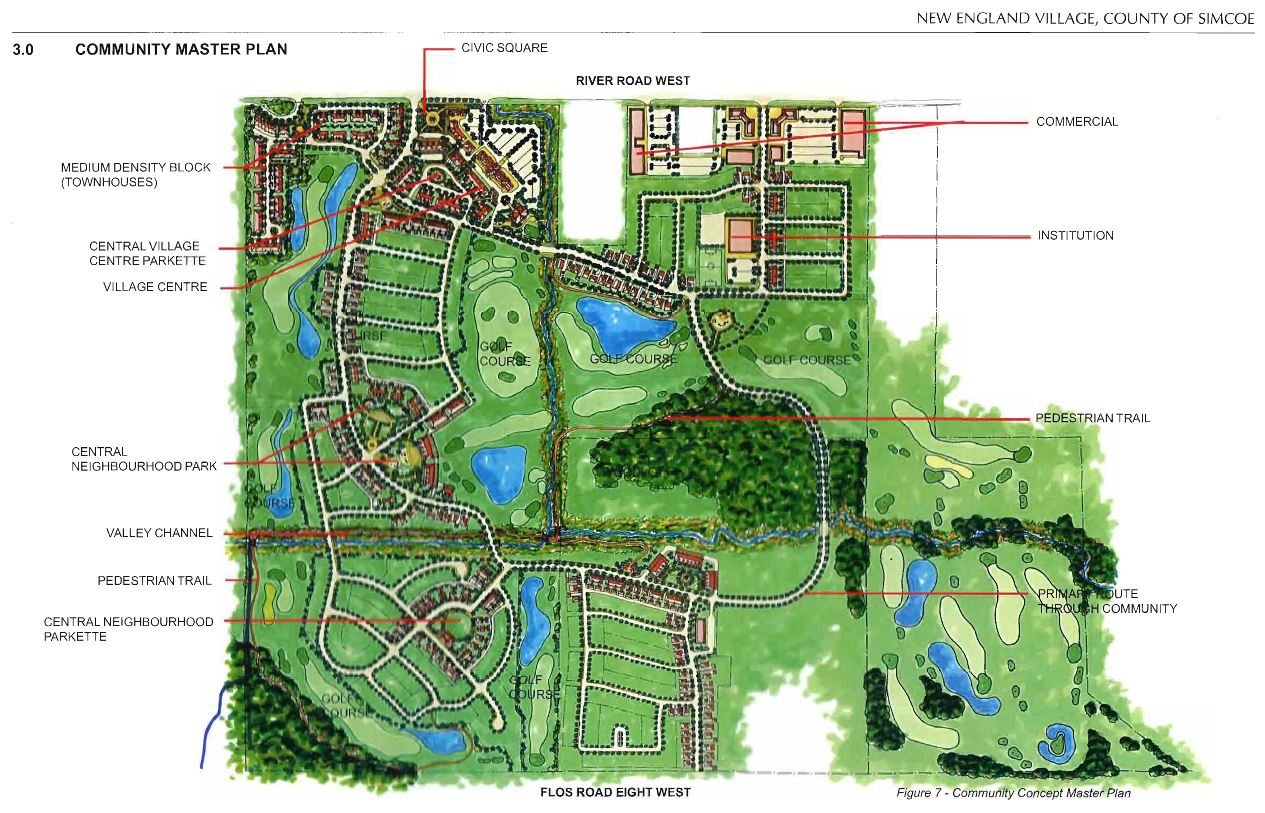 NEW ENGLAND VILLAGE, COUNTY OF SIMCOE
3.0 COMMUNITY MASTER PLAN
CIVIC SQUARE
RIVER ROAD WEST
COMMERCIAL
MEDIUM DENSITY BLOCK
(TOWNHOUSES)
CENTRAL VILLAGE
CENTRE PARKETTE
INSTITUTION
VILLAGE CENTRE
COURSE
GOLF
COURSE
GOLF COURSE
GOLF COURSE
PEDESTRIAN TRAIL
CENTRAL
NEIGHBOURHOOD PARK
GOLF
COURSE
VALLEY CHANNEL
PEDESTRIAN TRAIL
PRIMARY ROUTE
THROUGH COMMUNITY
CENTRAL NEIGHBOURHOOD
PARKETTE
GOLF
COURSE
GOLF
COURSE
FLOS ROAD EIGHT WEST
Figure 7 - Community Concept Master Plan